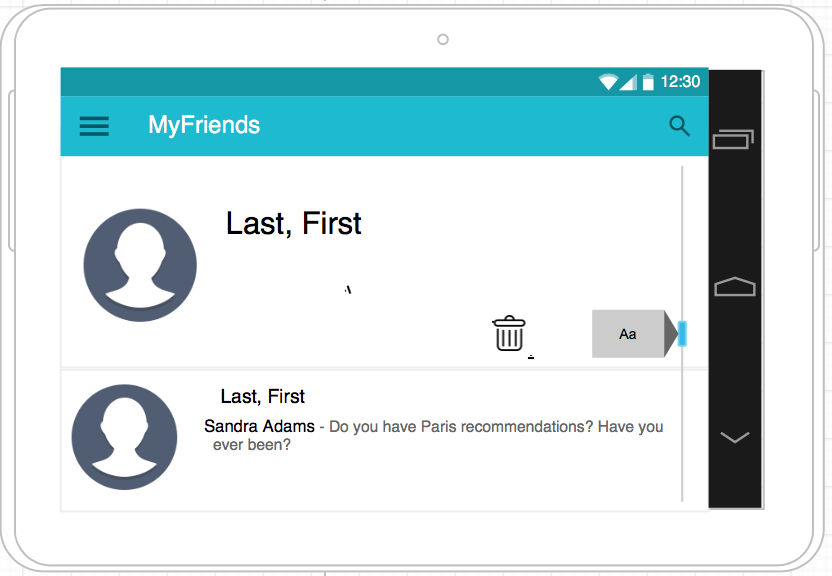 12:30
MyFriends
Last, First
Aa
Last, First
Sandra Adams - Do you have Paris recommendations? Have you
ever been?